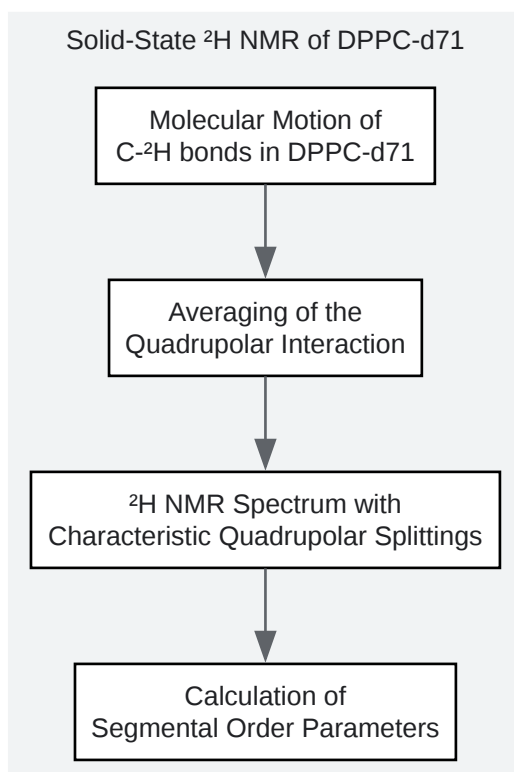 Solid-State ²H NMR of DPPC-d71
Molecular Motion of
C-²H bonds in DPPC-d71
Averaging of the
Quadrupolar Interaction
²H NMR Spectrum with
Characteristic Quadrupolar Splittings
Calculation of
Segmental Order Parameters